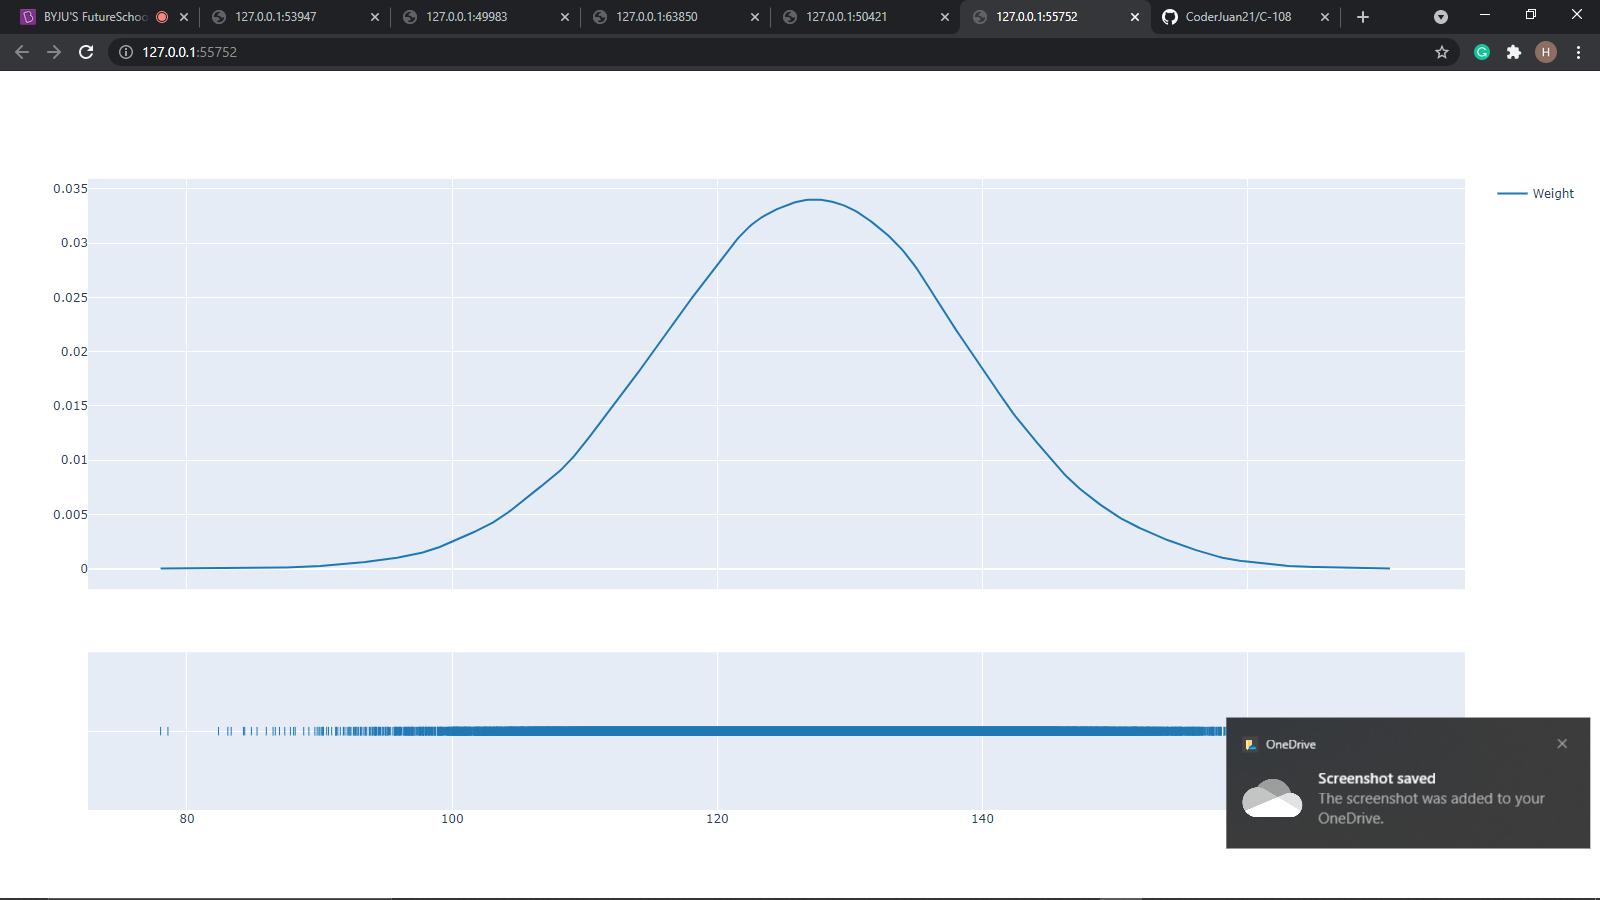 BYJU'S FutureSchoo
127.0.0.1:53947
127.0.0.1:49983
127.0.0.1:63850
127.0.0.1:50421
127.0.0.1:55752
CoderJuan21/C-108
127.0.0.1:55752
G
H
0.035
0.03
0.025
0.02
0.015
0.01
0.005
0
Weight
80
100
120
140
OneDrive
Screenshot saved
The screenshot was added to your
OneDrive.